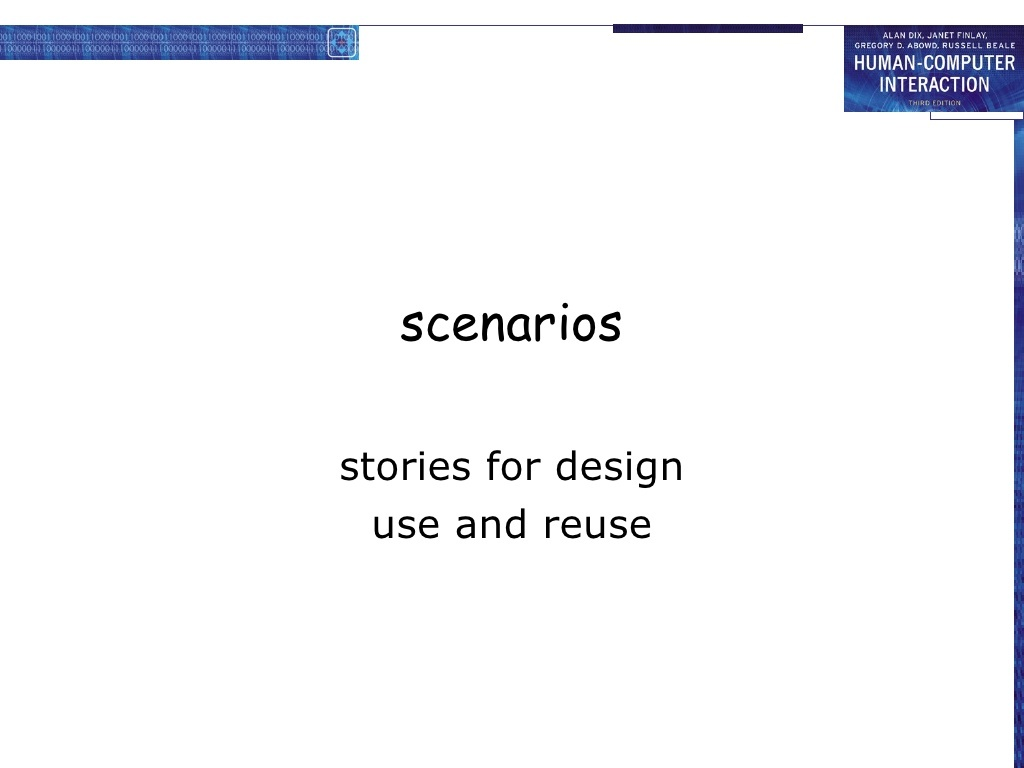 ALAN DIX, JANET FINLAY,
GREGORY D. ABOWD, RUSSELL BEALE
HUMAN-COMPUTER
INTERACTION
THIRD EDITION
scenarios
stories for design
use and reuse